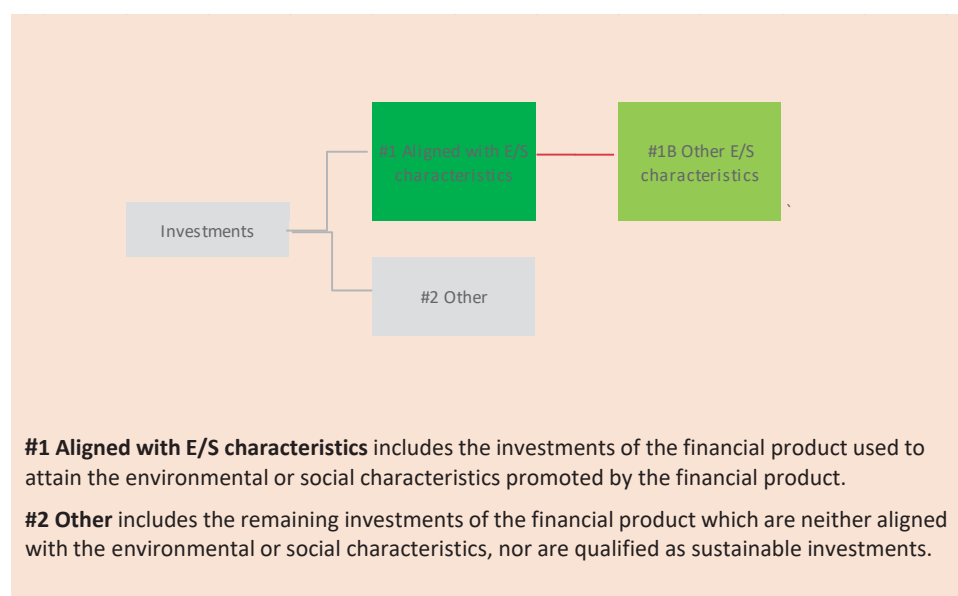 #1 Aligned with E/S
characteristics
#1B Other E/S
characteristics
`
Investments
#2 Other
#1 Aligned with E/S characteristics includes the investments of the financial product used to
attain the environmental or social characteristics promoted by the financial product.
#2 Other includes the remaining investments of the financial product which are neither aligned
with the environmental or social characteristics, nor are qualified as sustainable investments.